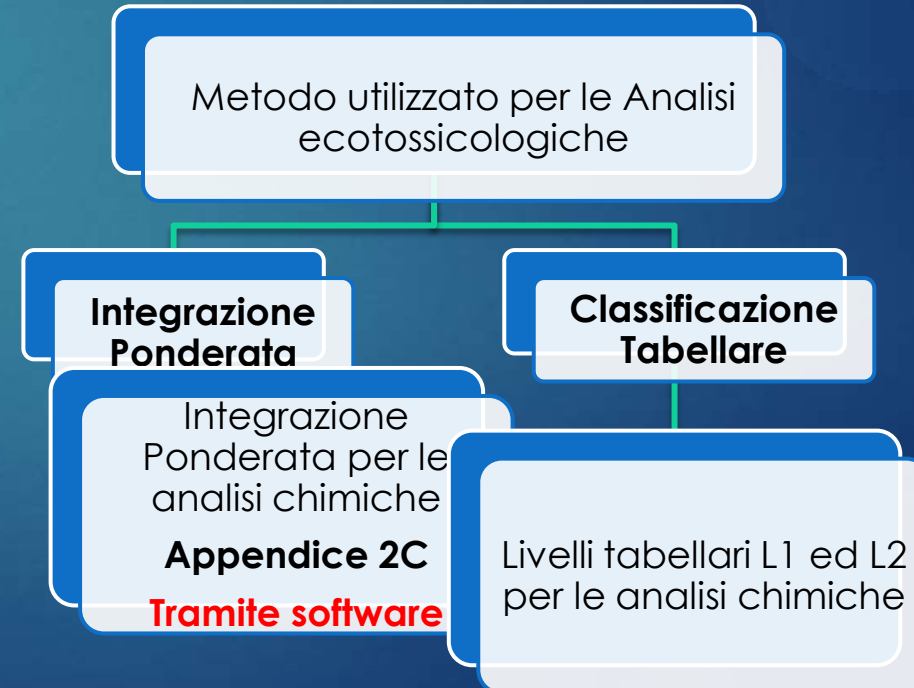 Metodo utilizzato per le Analisi
ecotossicologiche
Integrazione
Ponderata
Classificazione
Tabellare
Integrazione
Ponderata per le
analisi chimiche
Appendice 2C
Tramite software
Livelli tabellari L1 ed L2
per le analisi chimiche